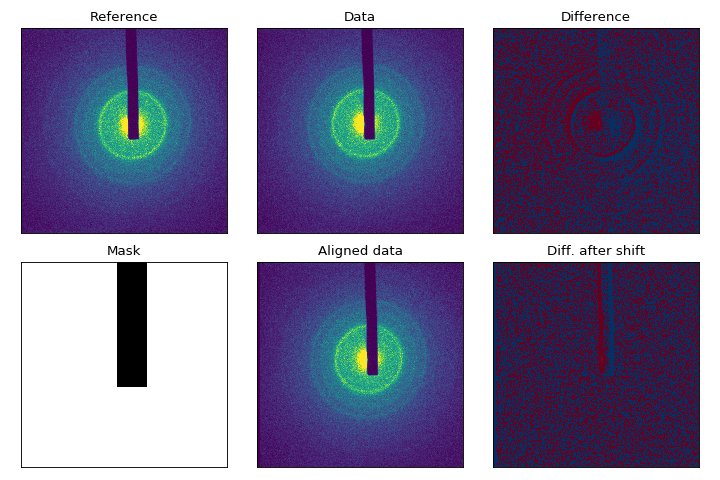 Reference
Data
Difference
Mask
Aligned data
Diff. after shift